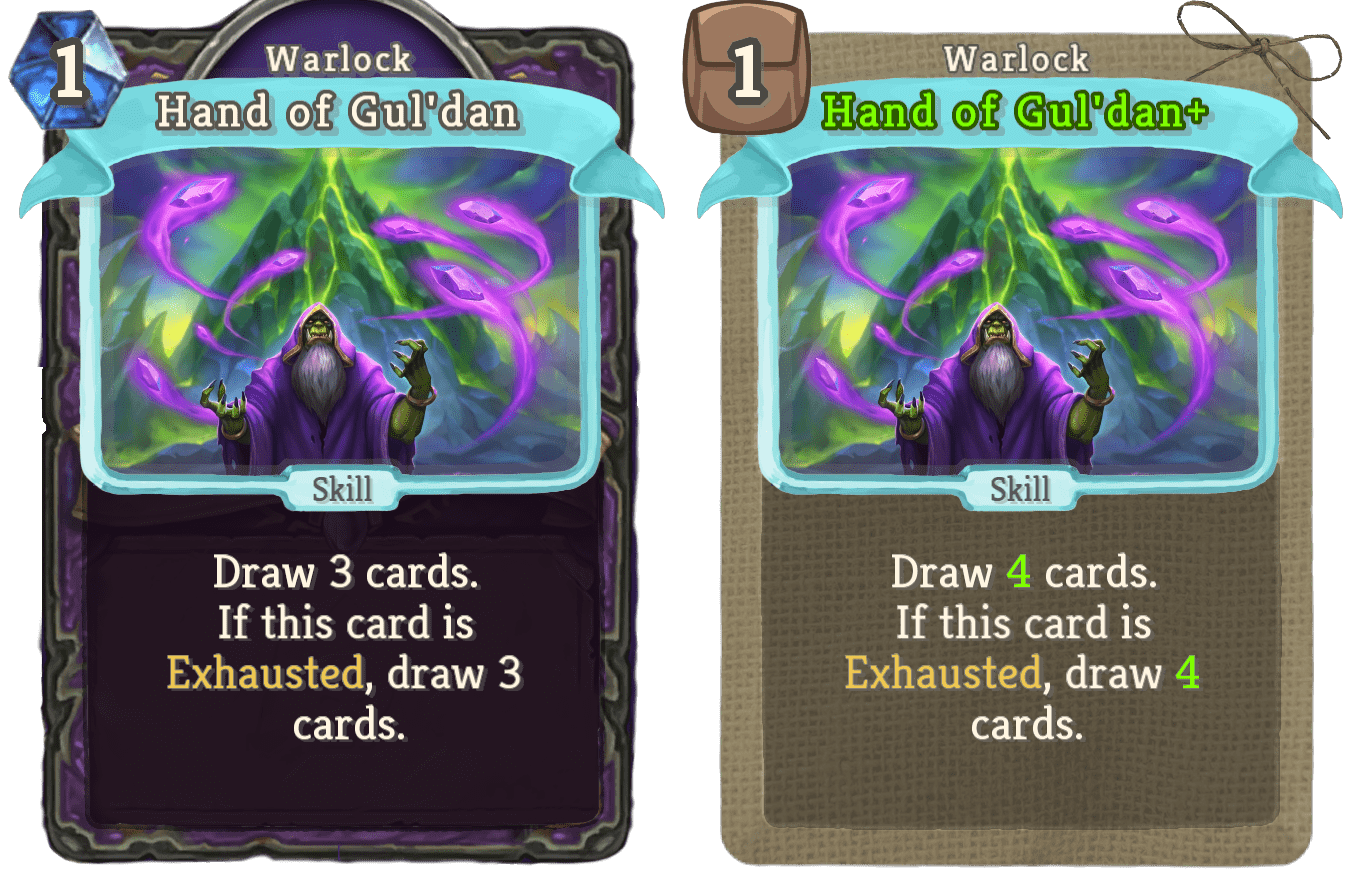 1
Warlock
Hand of Gul'dan
Skill
Draw 3 cards.
If this card is
Exhausted, draw 3
cards.
1
Warlock
Hand of Gul'dan+
Skill
Draw 4 cards.
If this card is
Exhausted, draw 4
cards.